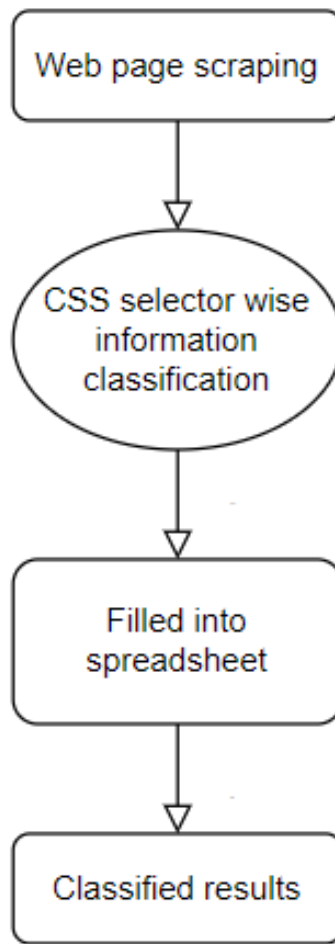 Web page scraping
CSS selector wise
information
classification
Filled into
spreadsheet
Classified results